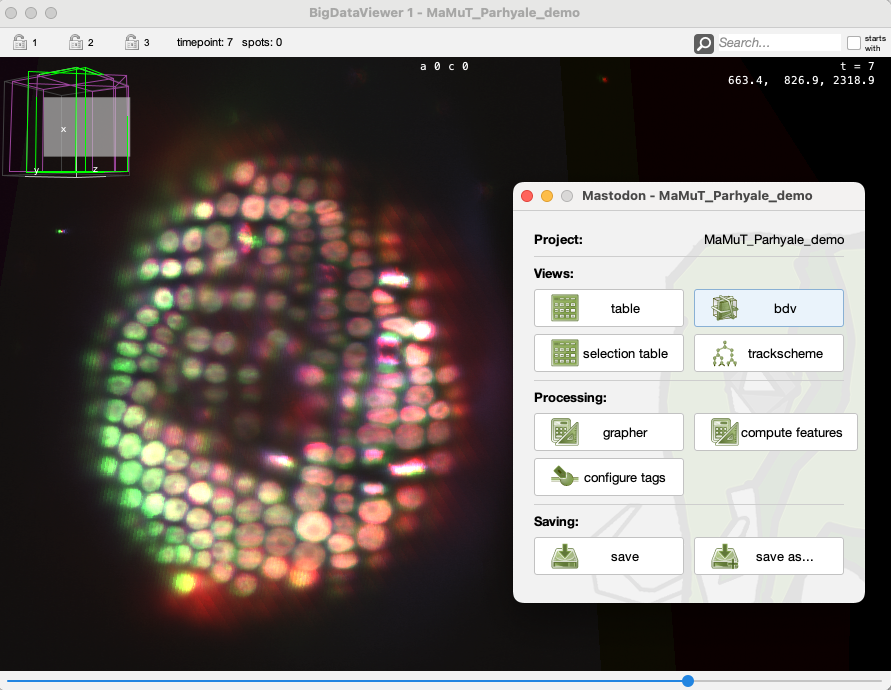 BigDataViewer 1 - MaMuT_Parhyale_demo
1 2 3 timepoint: 7 spots: 0 Search... starts with
a 0 c 0
t = 7
663.4, 826.9, 2318.9
x
y z
Mastodon - MaMuT_Parhyale_demo
Project: MaMuT_Parhyale_demo
Views:
table bdv
selection table trackscheme
Processing:
grapher compute features
configure tags
Saving:
save save as...